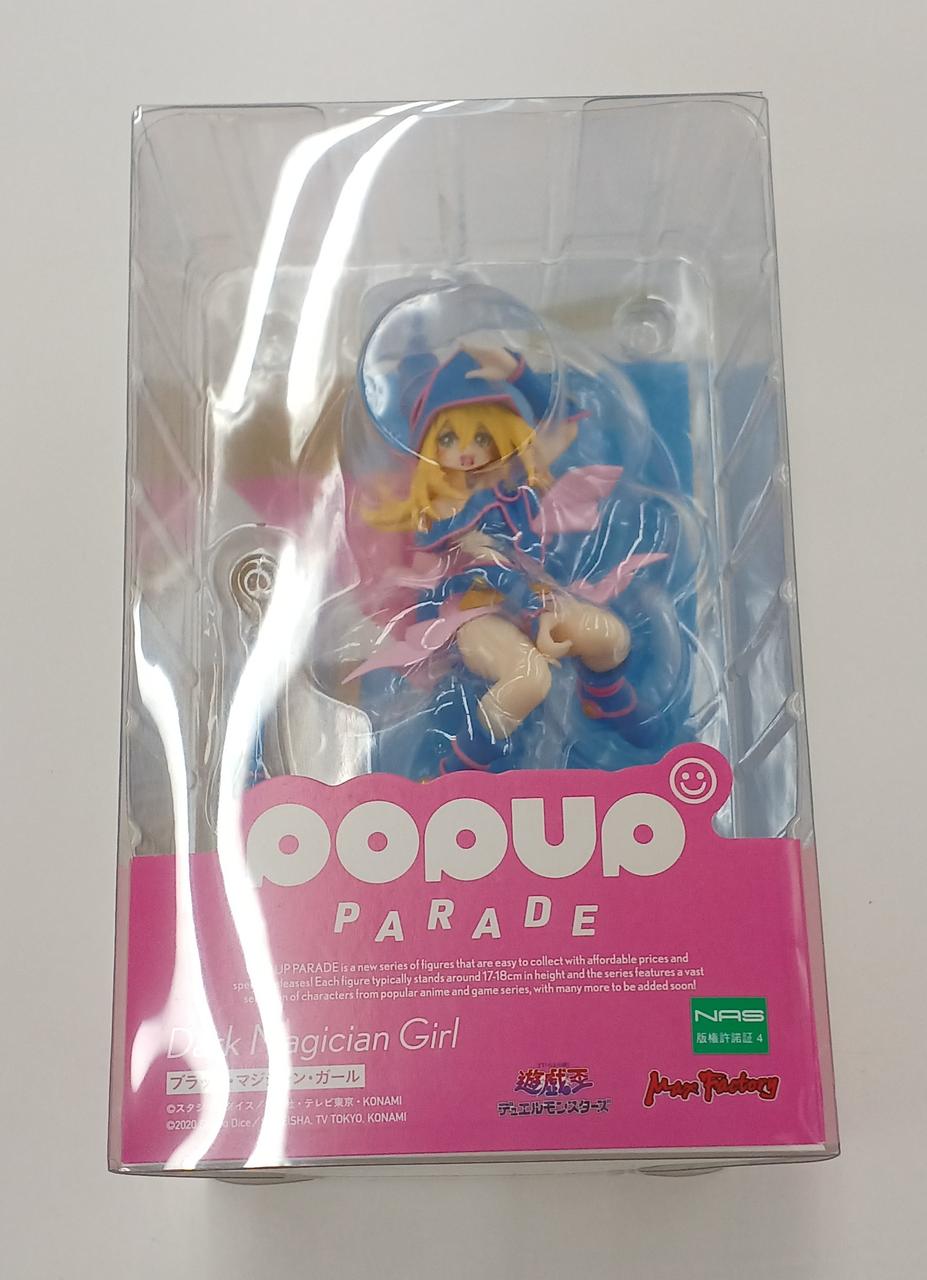 POPUP
PARADE
UP PARADE is a new series of figures that are easy to collect with affordable prices and
releases! Each figure typically stands around 17-18cm in height and the series features a vast
of characters from popular anime and game series, with many more to be added soon!
NAS
版権許諾証 4
Dark Magician Girl
ブラック・マジシャン・ガール
遊戯王
デュエルモンスターズ
Max Factory
©スタジオ・ダイス／・テレビ東京・KONAMI
©2020 Dice/SHUEISHA, TV TOKYO, KONAMI